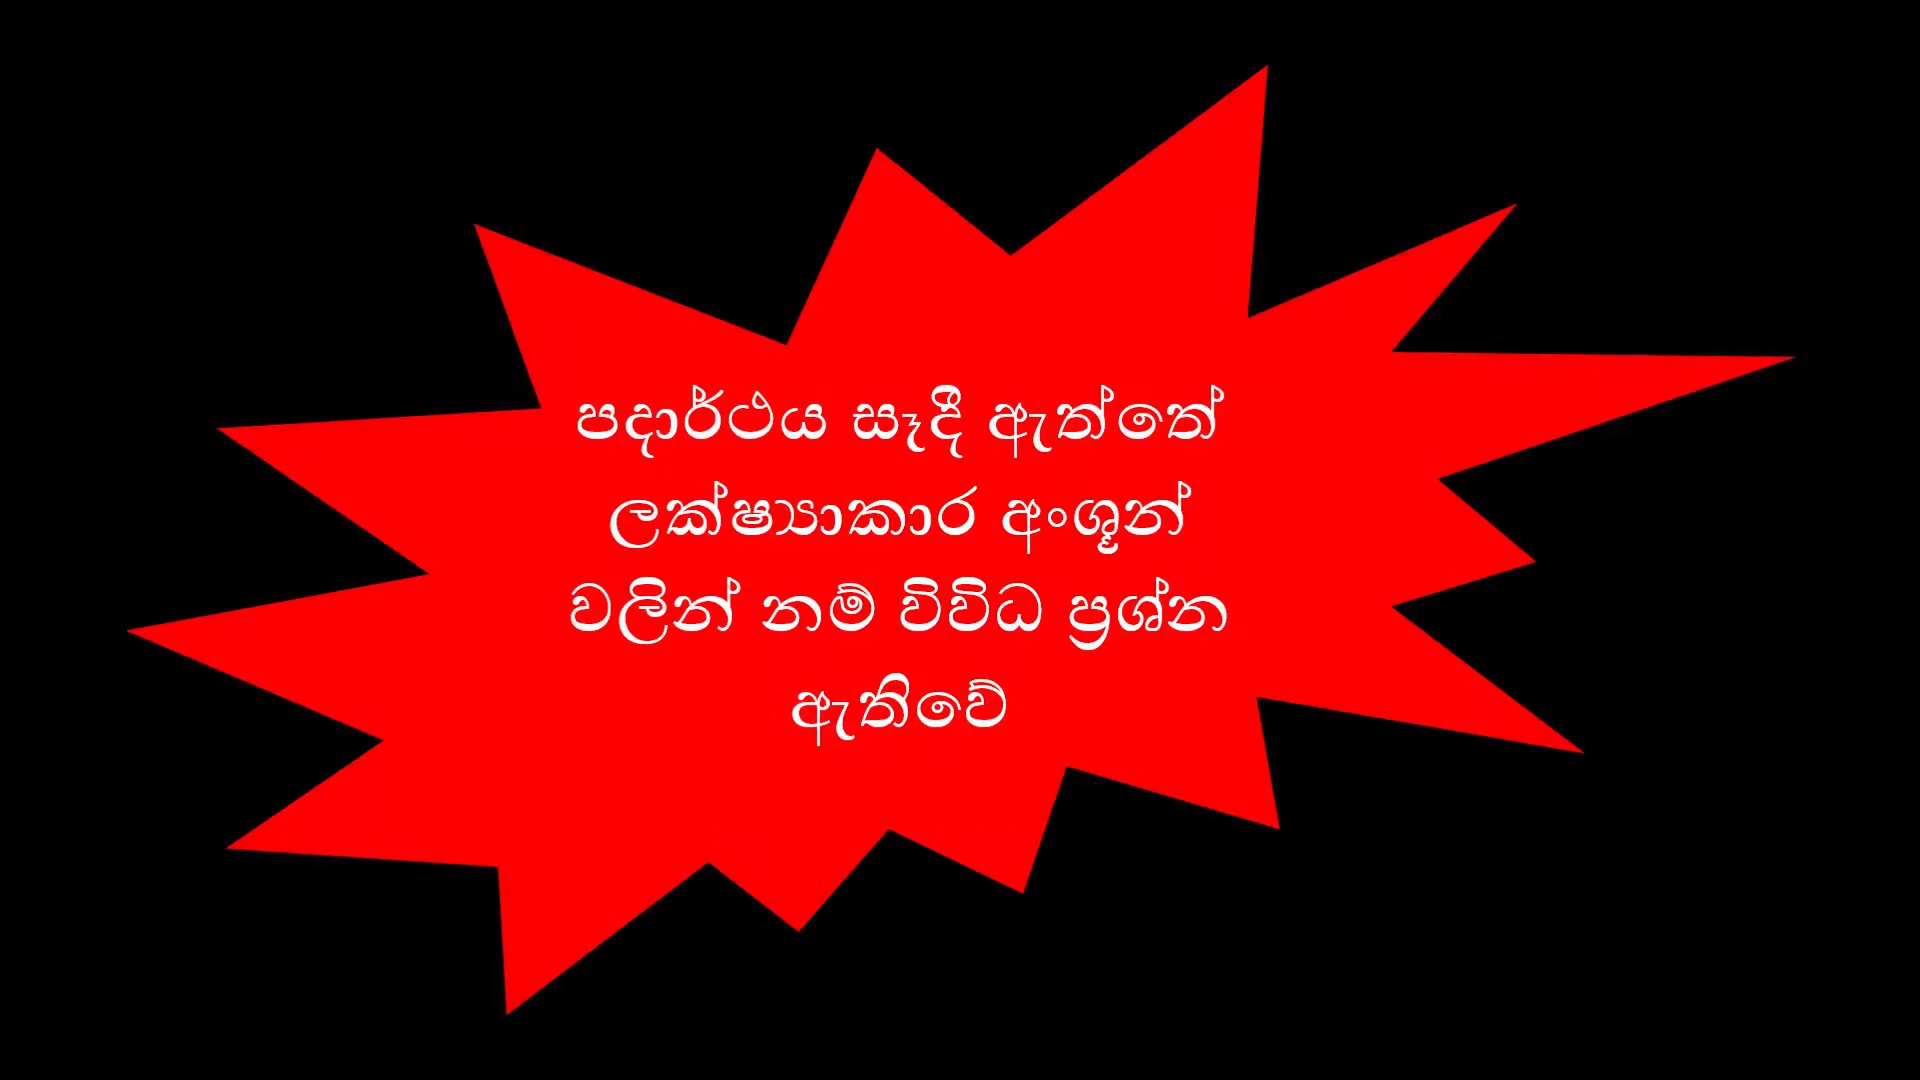 පදාර්ථය සෑදී ඇත්තේ
ලක්ෂ්‍යාකාර අංශූන්
වලින් නම් විවිධ ප්‍රශ්න
ඇතිවේ